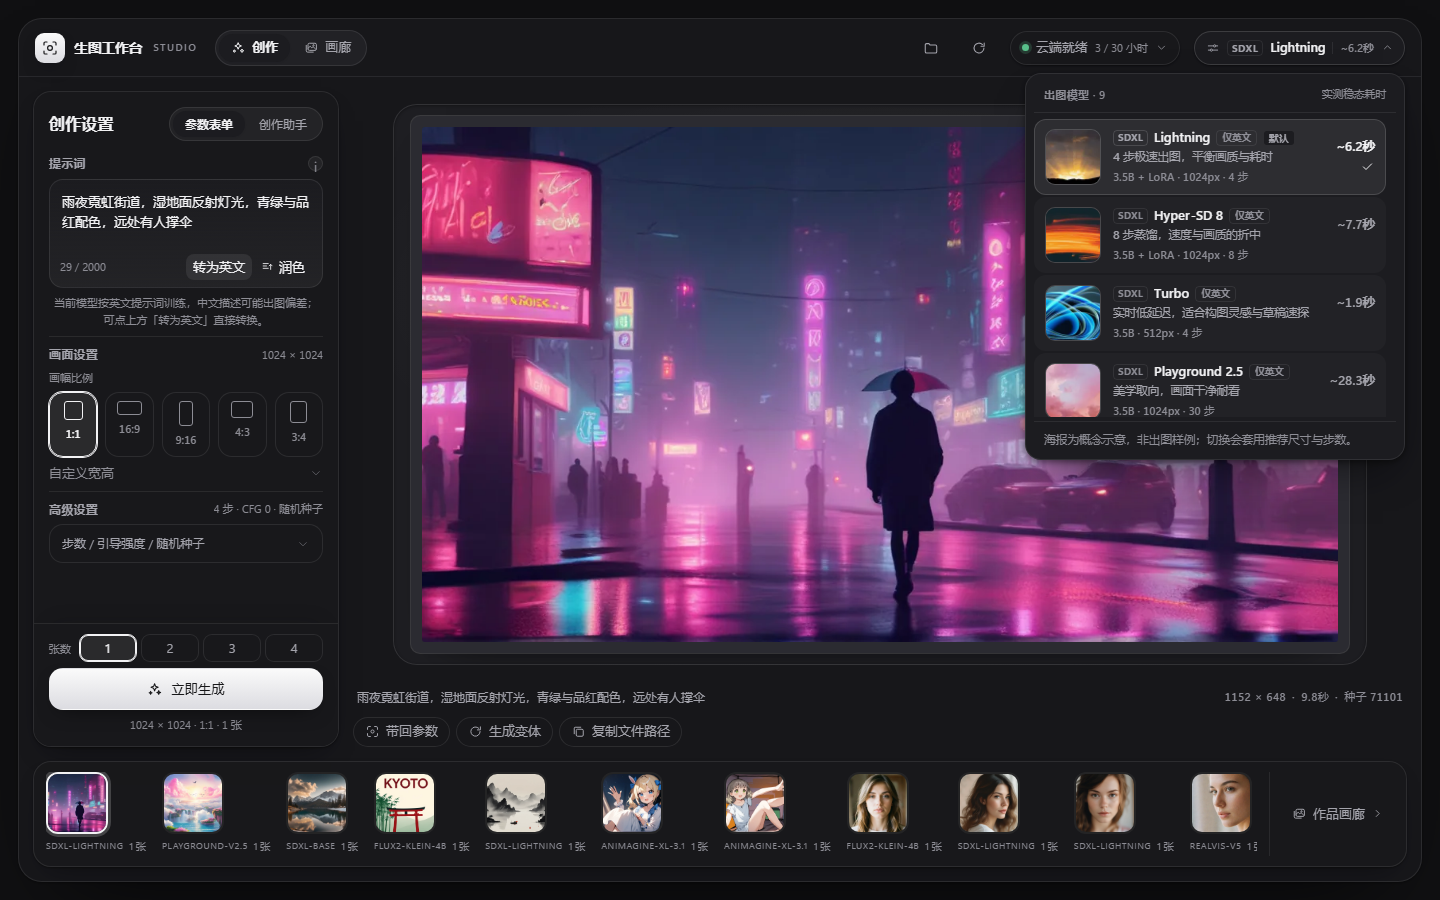 生图工作台 STUDIO
创作
画廊
云端就绪 3 / 30 小时
SDXL Lightning ~6.2秒
创作设置
参数表单
创作助手
提示词
雨夜霓虹街道，湿地面反射灯光，青绿与品
红配色，远处有人撑伞
29 / 2000
转为英文
润色
当前模型按英文提示词训练，中文描述可能出图偏差；
可点上方「转为英文」直接转换。
画面设置
1024 × 1024
画幅比例
1:1
16:9
9:16
4:3
3:4
自定义宽高
高级设置
4 步 · CFG 0 · 随机种子
步数 / 引导强度 / 随机种子
张数
1
2
3
4
立即生成
1024 × 1024 · 1:1 · 1 张
出图模型 · 9
实测稳态耗时
SDXL Lightning 仅英文 默认
~6.2秒
4 步极速出图，平衡画质与耗时
3.5B + LoRA · 1024px · 4 步
SDXL Hyper-SD 8 仅英文
~7.7秒
8 步蒸馏，速度与画质的折中
3.5B + LoRA · 1024px · 8 步
SDXL Turbo 仅英文
~1.9秒
实时低延迟，适合构图灵感与草稿速探
3.5B · 512px · 4 步
SDXL Playground 2.5 仅英文
~28.3秒
美学取向，画面干净耐看
3.5B · 1024px · 30 步
海报为概念示意，非出图样例；切换会套用推荐尺寸与步数。
雨夜霓虹街道，湿地面反射灯光，青绿与品红配色，远处有人撑伞
1152 × 648 · 9.8秒 · 种子 71101
带回参数
生成变体
复制文件路径
KYOTO
SDXL-LIGHTNING 1张
PLAYGROUND-V2.5 1张
SDXL-BASE 1张
FLUX2-KLEIN-4B 1张
SDXL-LIGHTNING 1张
ANIMAGINE-XL-3.1 1张
ANIMAGINE-XL-3.1 1张
FLUX2-KLEIN-4B 1张
SDXL-LIGHTNING 1张
SDXL-LIGHTNING 1张
REALVIS-V5
作品画廊